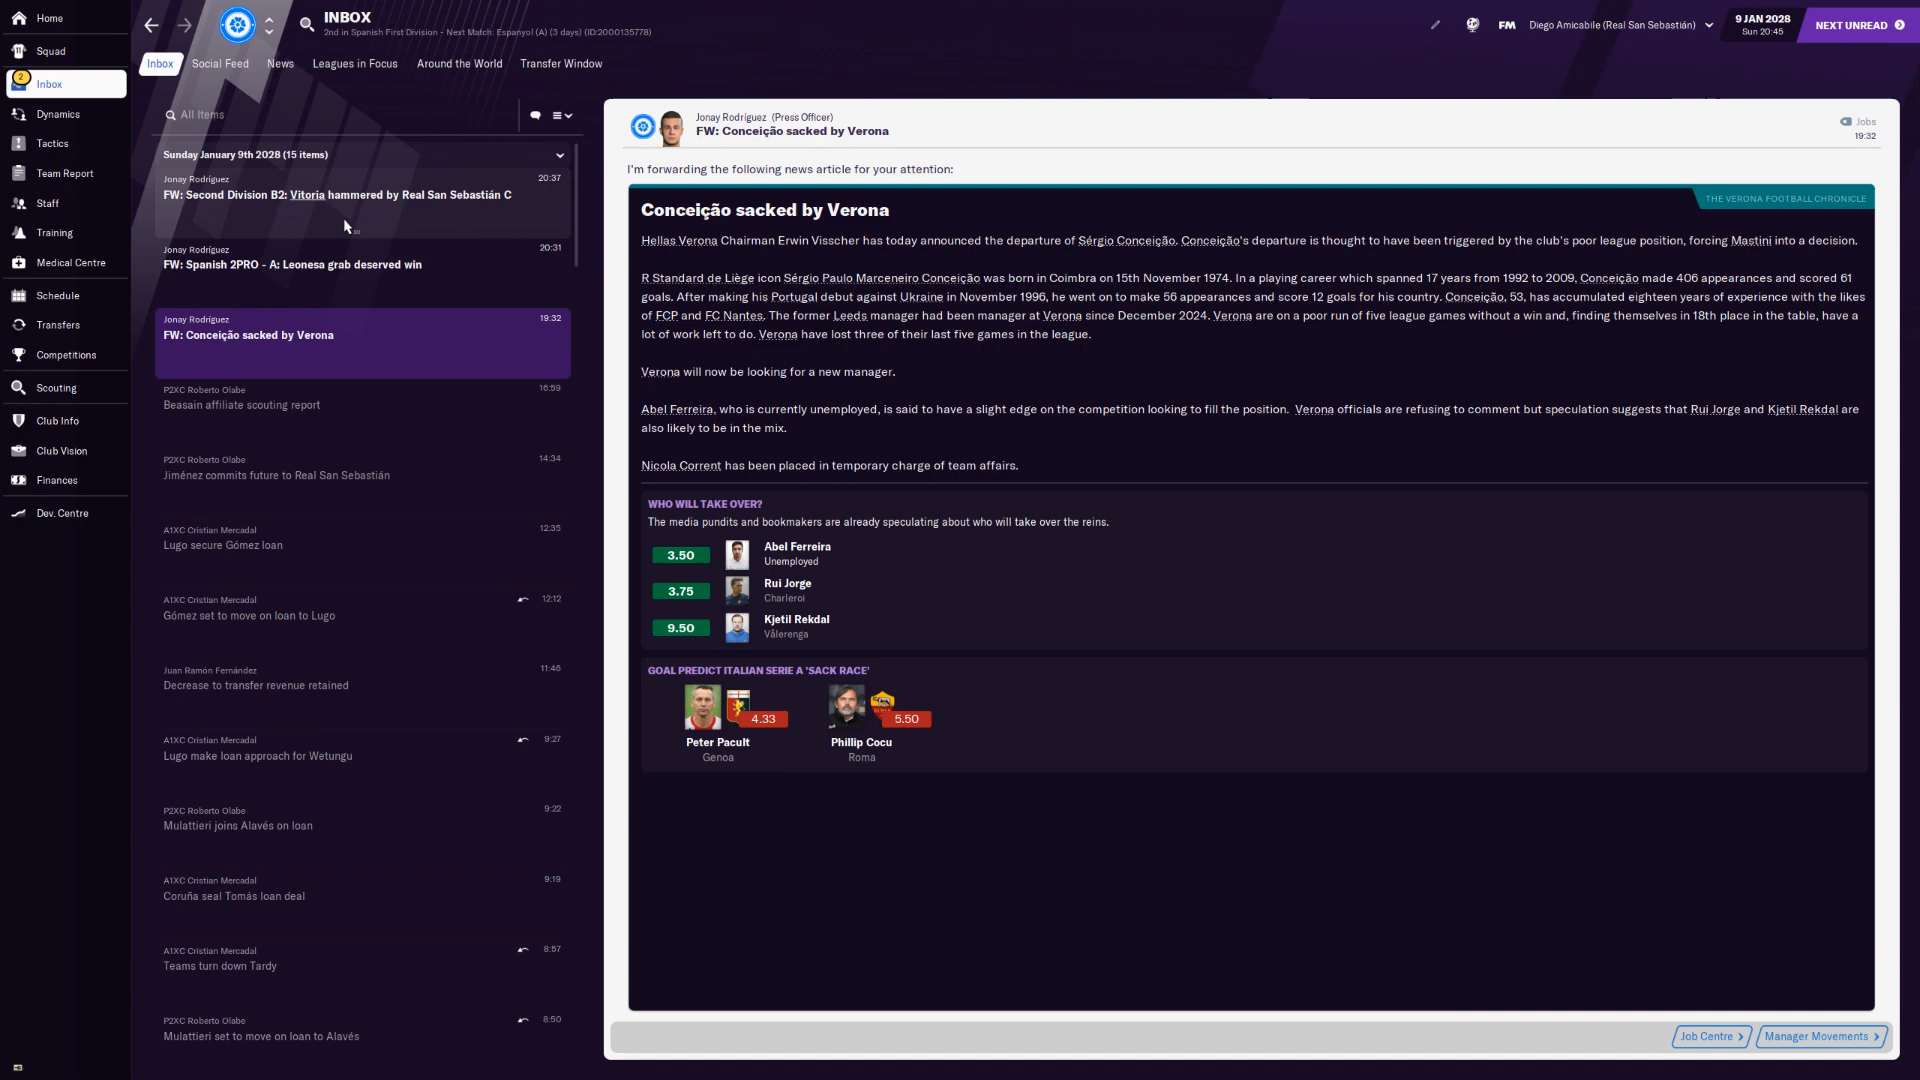 Home
Squad
2
Inbox
Dynamics
Tactics
Team Report
Staff
Training
Medical Centre
Schedule
Transfers
Competitions
Scouting
Club Info
Club Vision
Finances
Dev. Centre
INBOX
2nd in Spanish First Division - Next Match: Espanyol (A) (3 days) (ID:2000135778)
FM
Diego Amicabile (Real San Sebastián)
9 JAN 2028
Sun 20:45
NEXT UNREAD
Inbox
Social Feed
News
Leagues in Focus
Around the World
Transfer Window
All Items
Sunday January 9th 2028 (15 items)
Jonay Rodríguez
20:37
FW: Second Division B2: Vitoria hammered by Real San Sebastián C
Jonay Rodríguez
20:31
FW: Spanish 2PRO - A: Leonesa grab deserved win
Jonay Rodríguez
19:32
FW: Conceição sacked by Verona
P2XC Roberto Olabe
16:59
Beasain affiliate scouting report
P2XC Roberto Olabe
14:34
Jiménez commits future to Real San Sebastián
A1XC Cristian Mercadal
12:35
Lugo secure Gómez loan
A1XC Cristian Mercadal
12:12
Gómez set to move on loan to Lugo
Juan Ramón Fernández
11:46
Decrease to transfer revenue retained
A1XC Cristian Mercadal
9:27
Lugo make loan approach for Wetungu
P2XC Roberto Olabe
9:22
Mulattieri joins Alavés on loan
A1XC Cristian Mercadal
9:19
Coruña seal Tomás loan deal
A1XC Cristian Mercadal
8:57
Teams turn down Tardy
P2XC Roberto Olabe
8:50
Mulattieri set to move on loan to Alavés
Jonay Rodríguez (Press Officer)
FW: Conceição sacked by Verona
Jobs
19:32
I'm forwarding the following news article for your attention:
THE VERONA FOOTBALL CHRONICLE
Conceição sacked by Verona
Hellas Verona Chairman Erwin Visscher has today announced the departure of Sérgio Conceição. Conceição's departure is thought to have been triggered by the club's poor league position, forcing Mastini into a decision.
R Standard de Liège icon Sérgio Paulo Marceneiro Conceição was born in Coimbra on 15th November 1974. In a playing career which spanned 17 years from 1992 to 2009, Conceição made 406 appearances and scored 61
goals. After making his Portugal debut against Ukraine in November 1996, he went on to make 56 appearances and score 12 goals for his country. Conceição, 53, has accumulated eighteen years of experience with the likes
of FCP and FC Nantes. The former Leeds manager had been manager at Verona since December 2024. Verona are on a poor run of five league games without a win and, finding themselves in 18th place in the table, have a
lot of work left to do. Verona have lost three of their last five games in the league.
Verona will now be looking for a new manager.
Abel Ferreira, who is currently unemployed, is said to have a slight edge on the competition looking to fill the position. Verona officials are refusing to comment but speculation suggests that Rui Jorge and Kjetil Rekdal are
also likely to be in the mix.
Nicola Corrent has been placed in temporary charge of team affairs.
WHO WILL TAKE OVER?
The media pundits and bookmakers are already speculating about who will take over the reins.
3.50
Abel Ferreira
Unemployed
3.75
Rui Jorge
Charleroi
9.50
Kjetil Rekdal
Vålerenga
GOAL PREDICT ITALIAN SERIE A 'SACK RACE'
4.33
5.50
Peter Pacult
Phillip Cocu
Genoa
Roma
Job Centre
Manager Movements